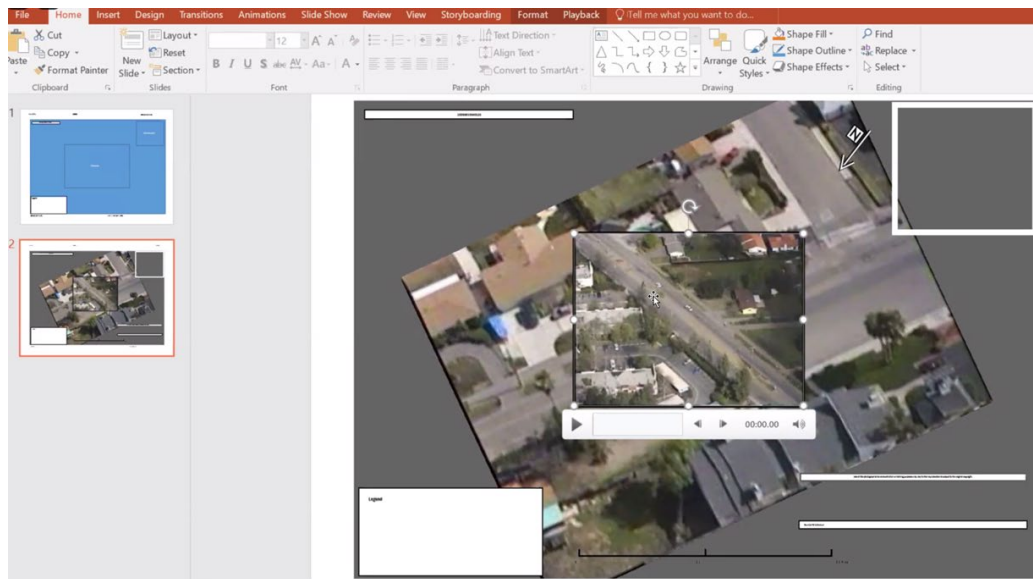 File Home Insert Design Transitions Animations Slide Show Review View Storyboarding Format Playback Tell me what you want to do...
Cut
Copy
Format Painter
Paste
Clipboard
New
Slide
Layout
Reset
Section
Slides
12
B I U S abc AV Aa A
Font
Text Direction
Align Text
Convert to SmartArt
Paragraph
Arrange
Quick
Styles
Shape Fill
Shape Outline
Shape Effects
Drawing
Find
Replace
Select
Editing
1
2
N
00:00.00
Legend